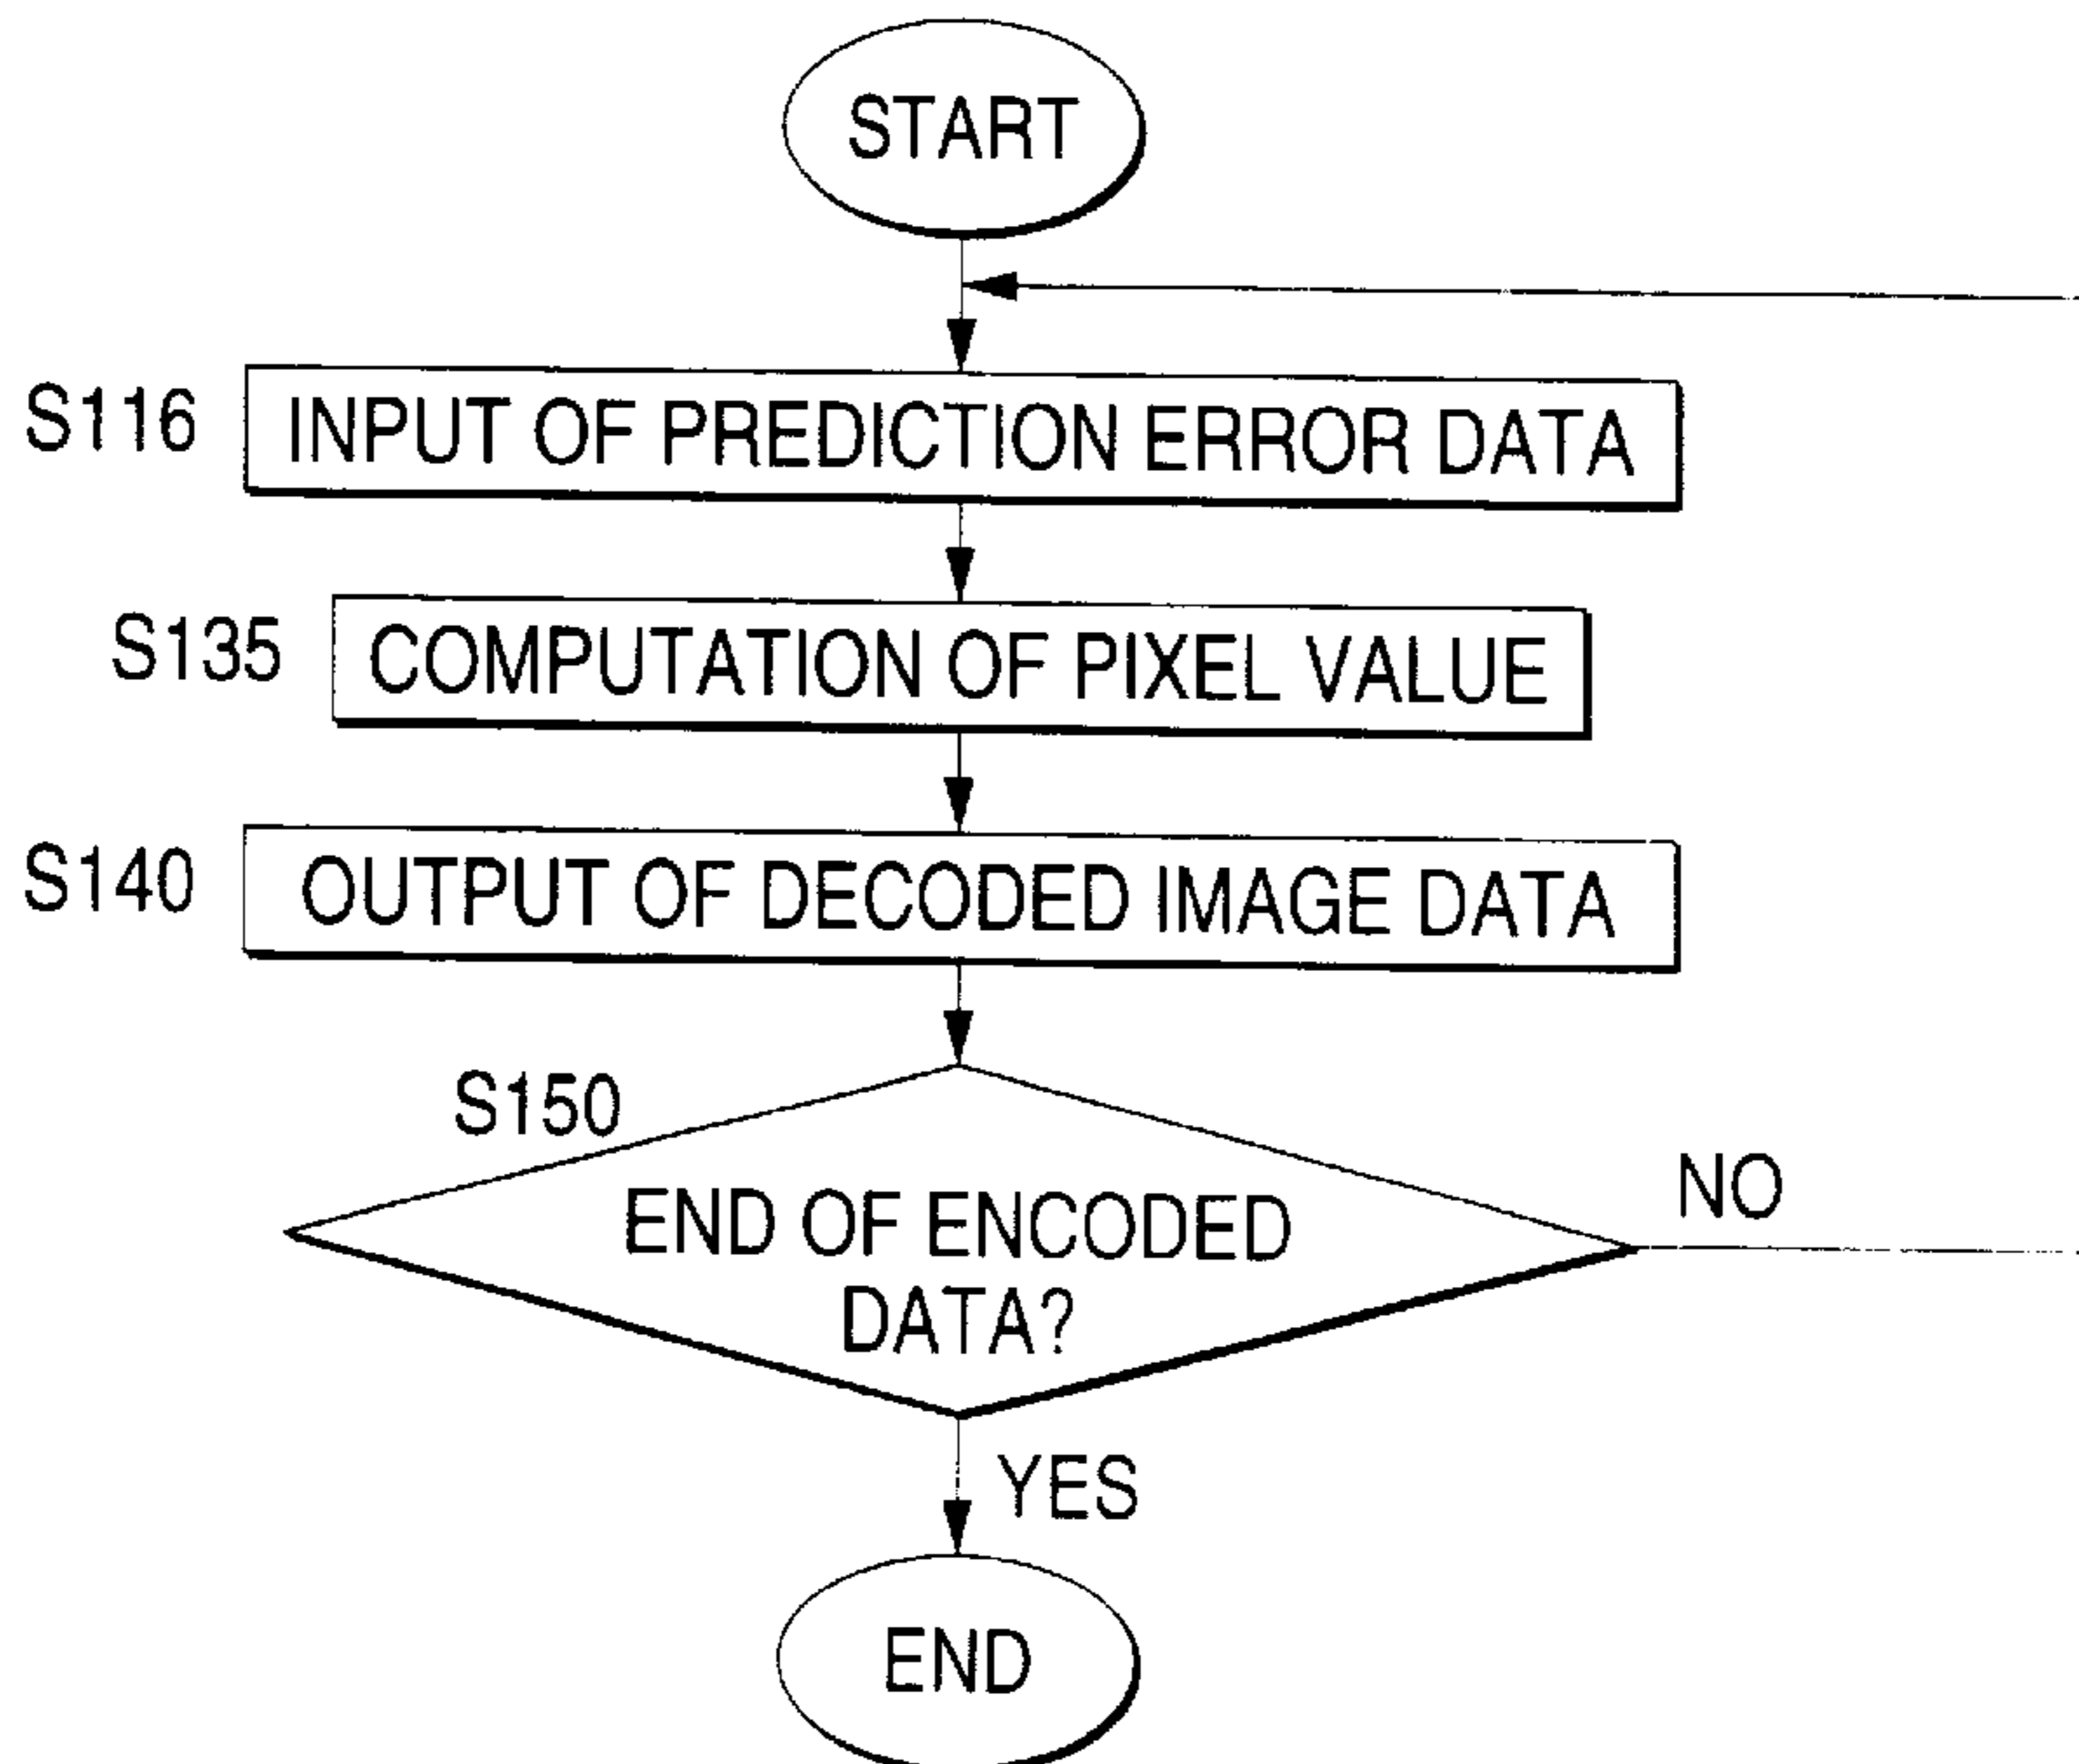 START
S116 INPUT OF PREDICTION ERROR DATA
S135 COMPUTATION OF PIXEL VALUE
S140 OUTPUT OF DECODED IMAGE DATA
S150
END OF ENCODED
DATA?
NO
YES
END